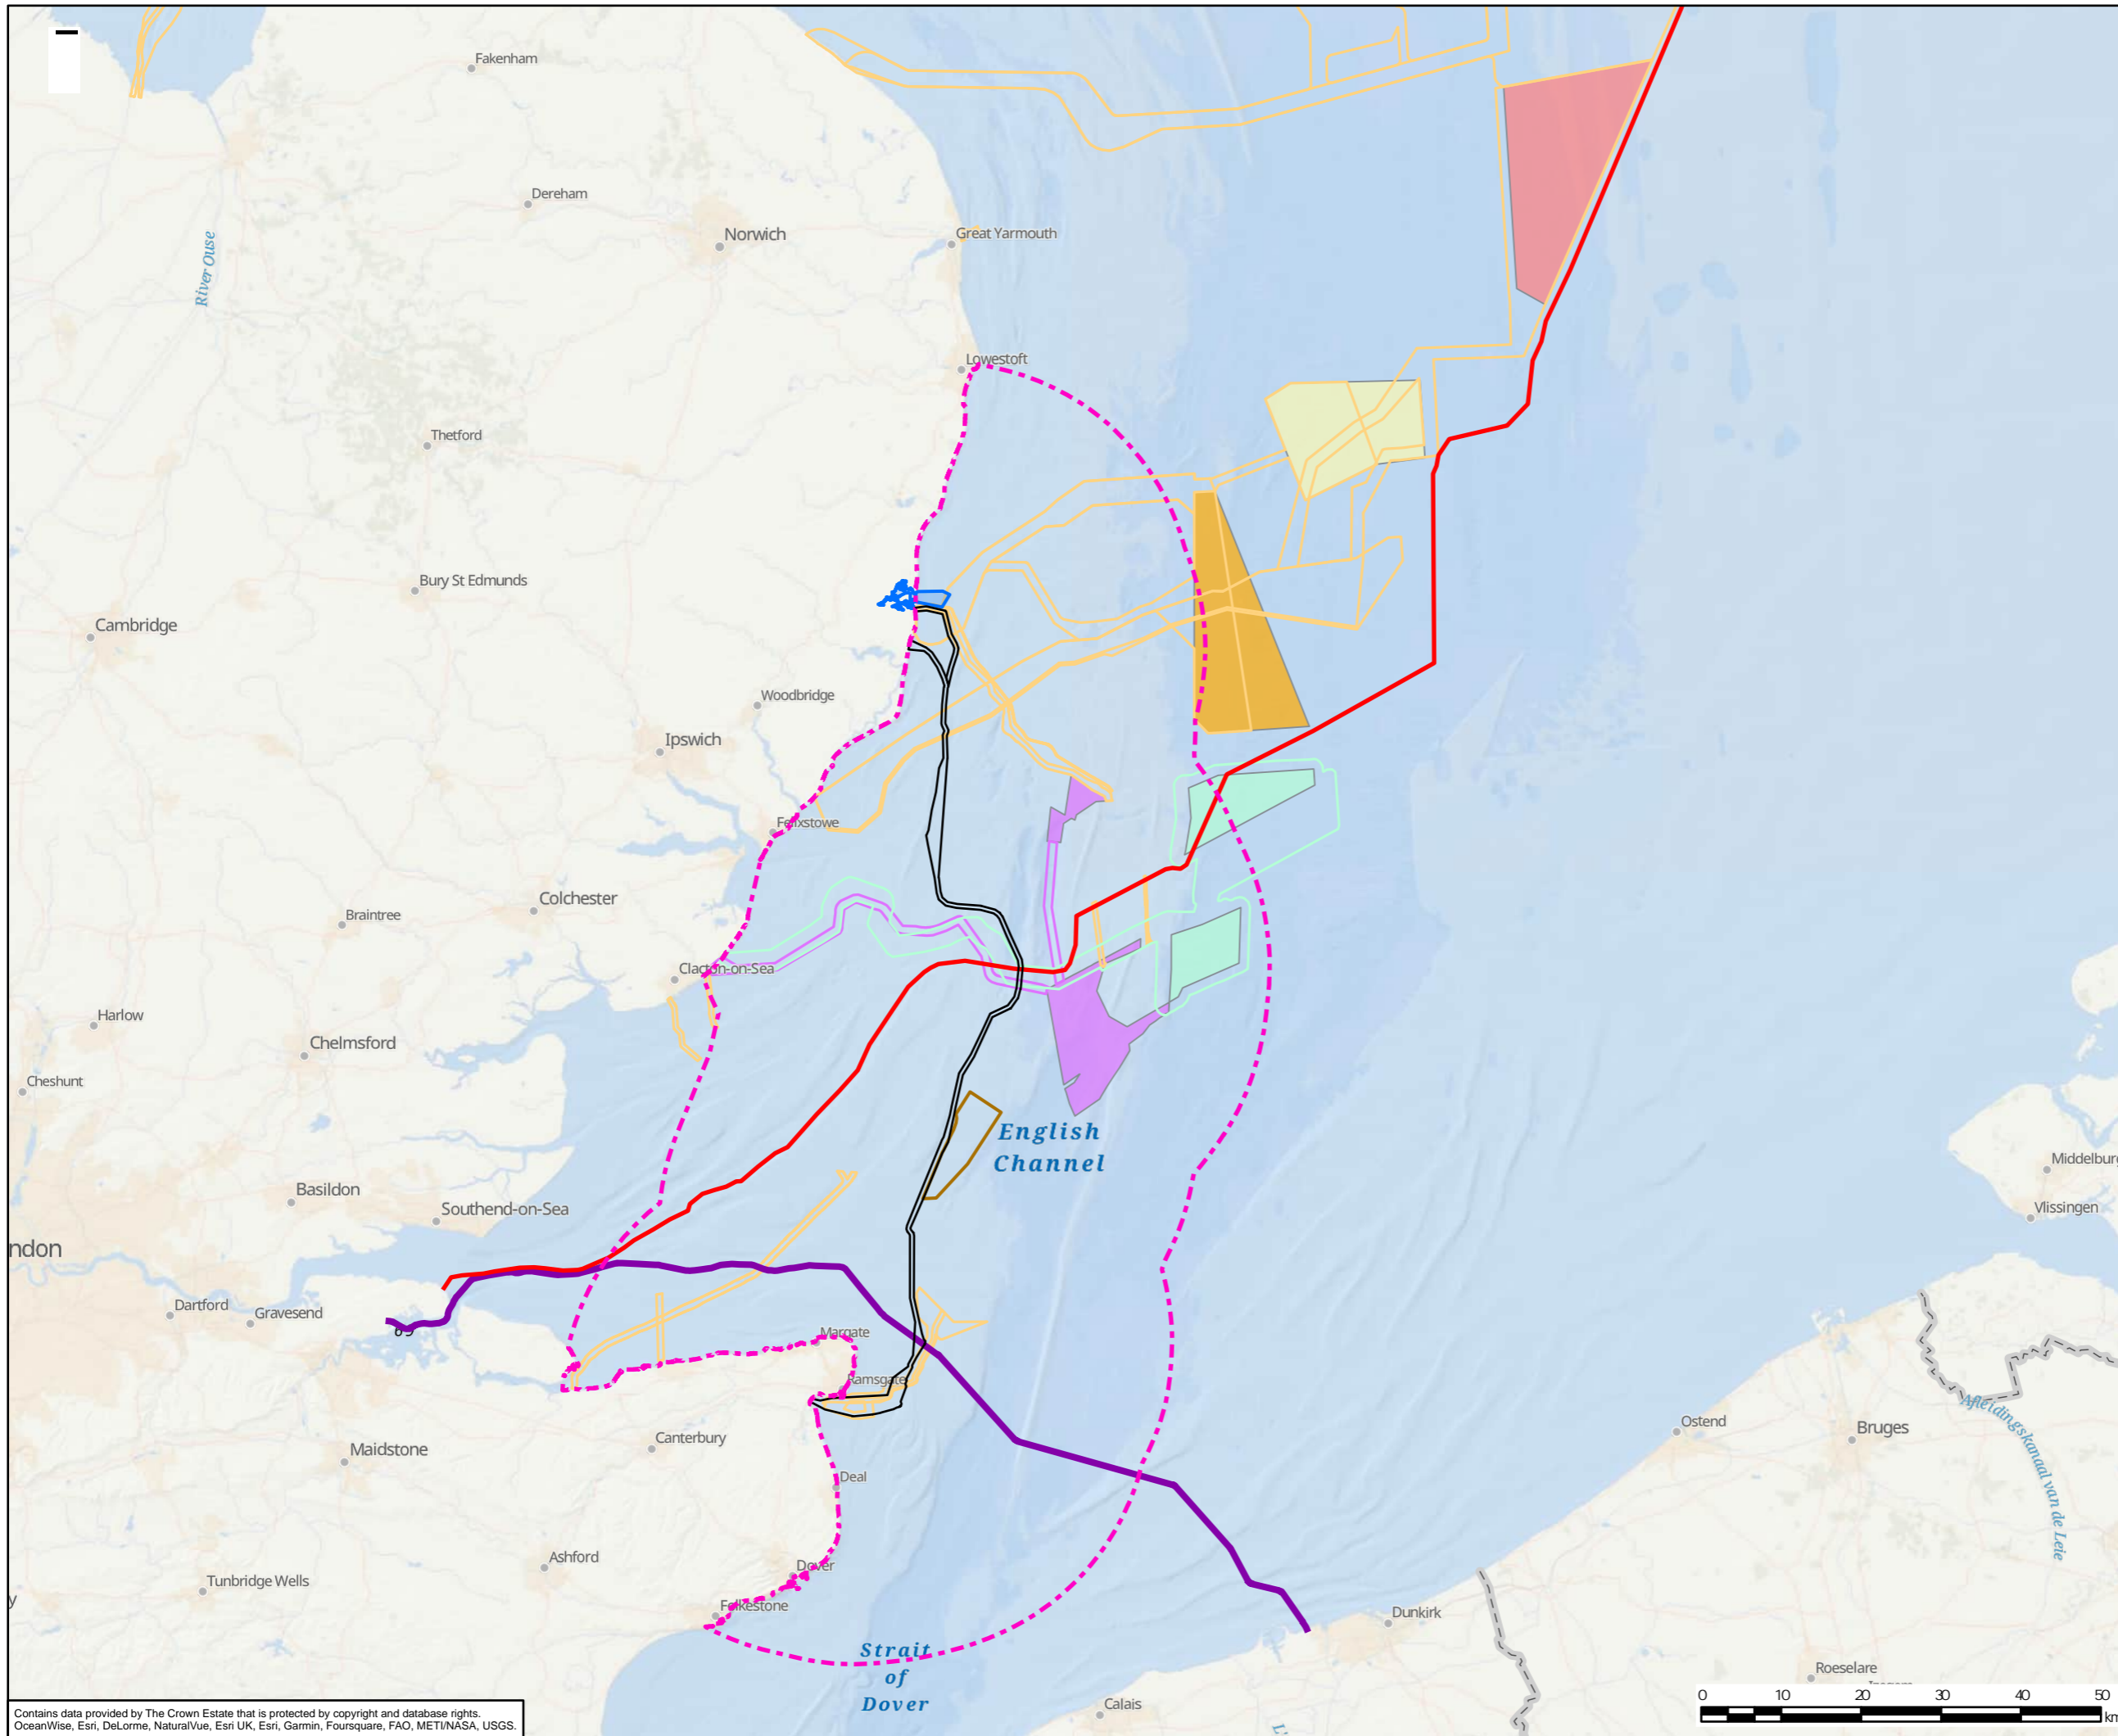 Fakenham
Dereham
River Ouse
Norwich
Great Yarmouth
Lowestoft
Thetford
Bury St Edmunds
Cambridge
Woodbridge
Ipswich
Felixstowe
Colchester
Braintree
Clacton-on-Sea
Harlow
Chelmsford
Cheshunt
English
Channel
Middelburg
Basildon
Southend-on-Sea
Vlissingen
ndon
Dartford
Gravesend
69
Margate
Ramsgate
Afleidingskanaal van de Leie
Ostend
Bruges
Canterbury
Maidstone
Deal
Ashford
Dover
Tunbridge Wells
y
Folkestone
Dunkirk
Strait
of
Dover
Roeselare
Calais
L'
0 10 20 30 40 50
km
Contains data provided by The Crown Estate that is protected by copyright and database rights.
OceanWise, Esri, DeLorme, NaturalVue, Esri UK, Esri, Garmin, Foursquare, FAO, METI/NASA, USGS.